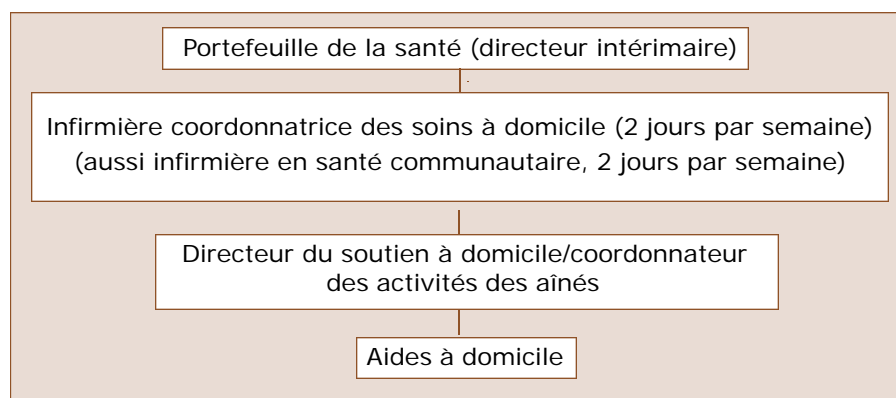 Portefeuille de la santé (directeur intérimaire)
Infirmière coordonnatrice des soins à domicile (2 jours par semaine)
(aussi infirmière en santé communautaire, 2 jours par semaine)
Directeur du soutien à domicile/coordonnateur
des activités des aînés
Aides à domicile